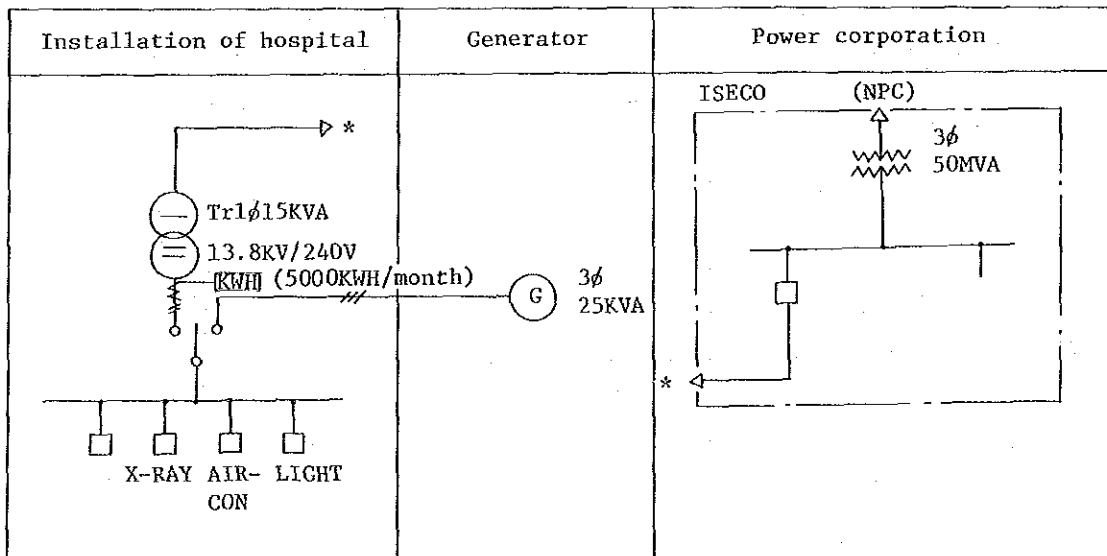 Installation of hospital
Generator
Power corporation
ISECO
(NPC)
*
3ϕ
50MVA
Tr1ϕ15KVA
13.8KV/240V
KWH (5000KWH/month)
G
3ϕ
25KVA
*
X-RAY AIR-CON LIGHT